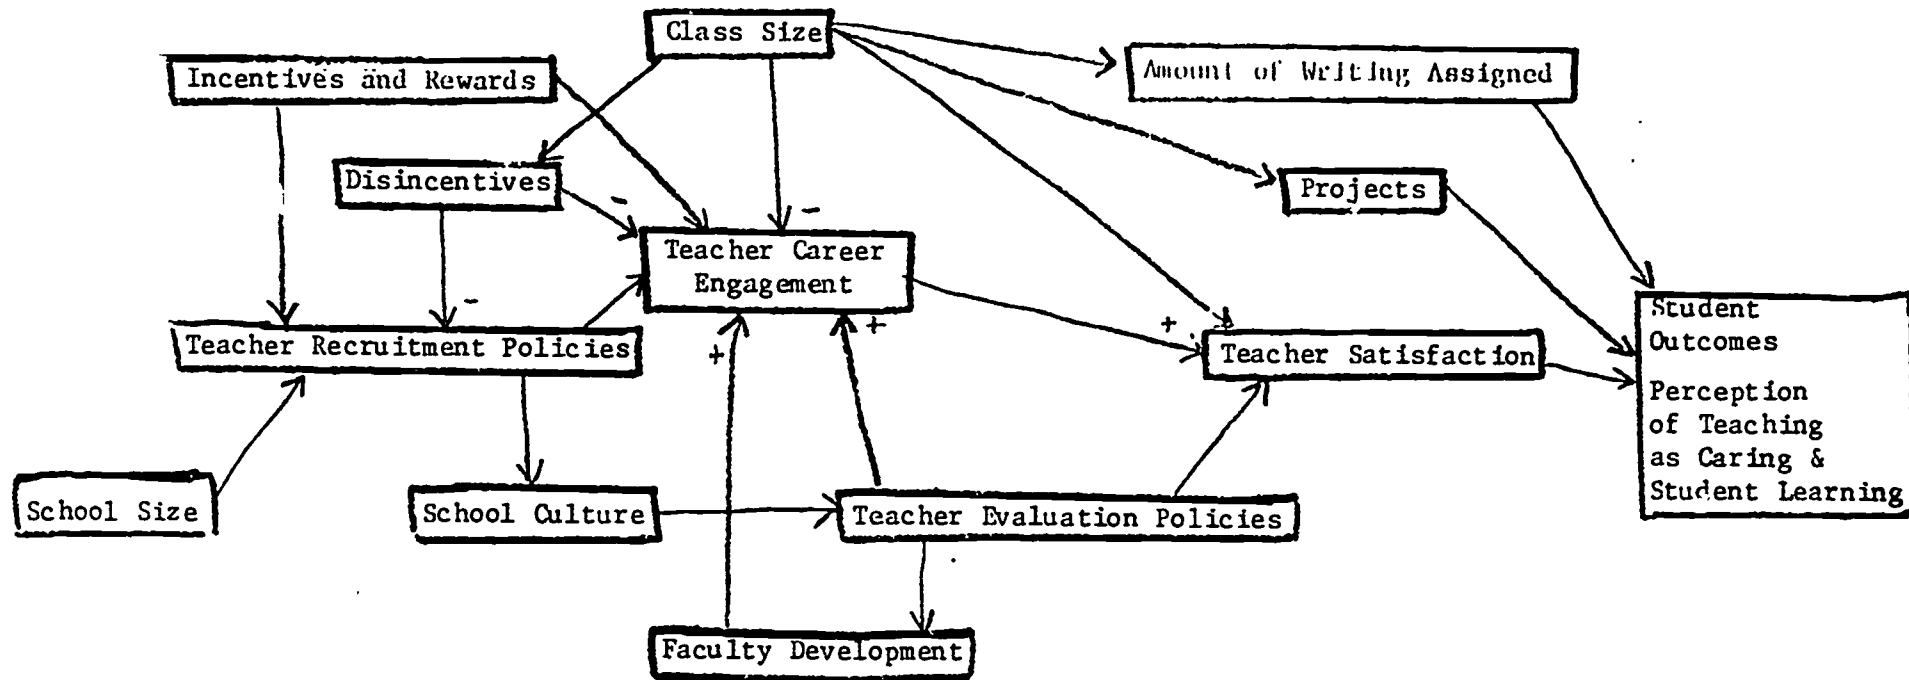 Class Size
Incentives and Rewards
Amount of Writing Assigned
Disincentives
Projects
-
-
Teacher Career
Engagement
-
Student
Outcomes
+
+
+
Teacher Recruitment Policies
Teacher Satisfaction
Perception
of Teaching
as Caring &
Student Learning
School Size
School Culture
Teacher Evaluation Policies
Faculty Development